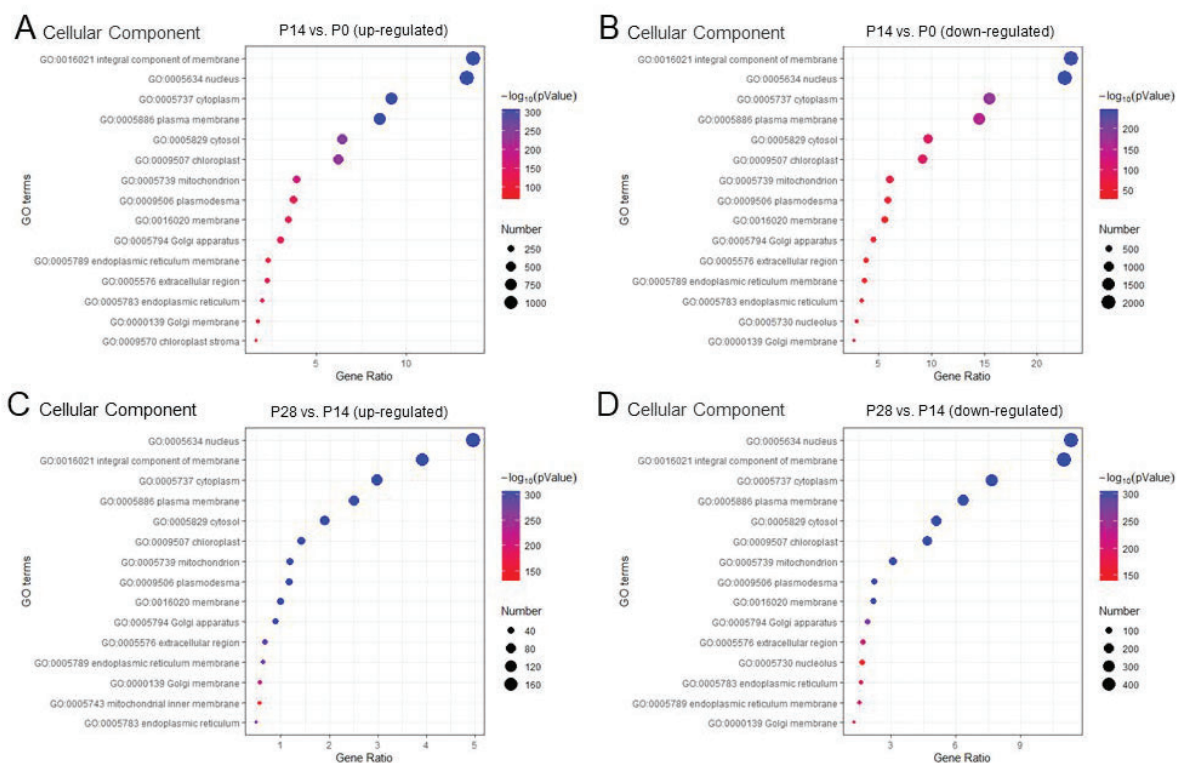 A Cellular Component
P14 vs. P0 (up-regulated)
GO:0016021 integral component of membrane
GO:0005634 nucleus
GO:0005737 cytoplasm
GO:0005886 plasma membrane
GO:0005829 cytosol
GO:0009507 chloroplast
GO:0005739 mitochondrion
GO:0009506 plasmodesma
GO:0016020 membrane
GO:0005794 Golgi apparatus
GO:0005789 endoplasmic reticulum membrane
GO:0005576 extracellular region
GO:0005783 endoplasmic reticulum
GO:0000139 Golgi membrane
GO:0009570 chloroplast stroma
GO terms
5 10
Gene Ratio
−log10(pValue)
300
250
200
150
100
Number
250
500
750
1000
B Cellular Component
P14 vs. P0 (down-regulated)
GO:0016021 integral component of membrane
GO:0005634 nucleus
GO:0005737 cytoplasm
GO:0005886 plasma membrane
GO:0005829 cytosol
GO:0009507 chloroplast
GO:0005739 mitochondrion
GO:0009506 plasmodesma
GO:0016020 membrane
GO:0005794 Golgi apparatus
GO:0005576 extracellular region
GO:0005789 endoplasmic reticulum membrane
GO:0005783 endoplasmic reticulum
GO:0005730 nucleolus
GO:0000139 Golgi membrane
GO terms
5 10 15 20
Gene Ratio
−log10(pValue)
200
150
100
50
Number
500
1000
1500
2000
C Cellular Component
P28 vs. P14 (up-regulated)
GO:0005634 nucleus
GO:0016021 integral component of membrane
GO:0005737 cytoplasm
GO:0005886 plasma membrane
GO:0005829 cytosol
GO:0009507 chloroplast
GO:0005739 mitochondrion
GO:0009506 plasmodesma
GO:0016020 membrane
GO:0005794 Golgi apparatus
GO:0005576 extracellular region
GO:0005789 endoplasmic reticulum membrane
GO:0000139 Golgi membrane
GO:0005743 mitochondrial inner membrane
GO:0005783 endoplasmic reticulum
GO terms
1 2 3 4 5
Gene Ratio
−log10(pValue)
300
250
200
150
Number
40
80
120
160
D Cellular Component
P28 vs. P14 (down-regulated)
GO:0005634 nucleus
GO:0016021 integral component of membrane
GO:0005737 cytoplasm
GO:0005886 plasma membrane
GO:0005829 cytosol
GO:0009507 chloroplast
GO:0005739 mitochondrion
GO:0009506 plasmodesma
GO:0016020 membrane
GO:0005794 Golgi apparatus
GO:0005576 extracellular region
GO:0005730 nucleolus
GO:0005783 endoplasmic reticulum
GO:0005789 endoplasmic reticulum membrane
GO:0000139 Golgi membrane
GO terms
3 6 9
Gene Ratio
−log10(pValue)
300
250
200
150
Number
100
200
300
400